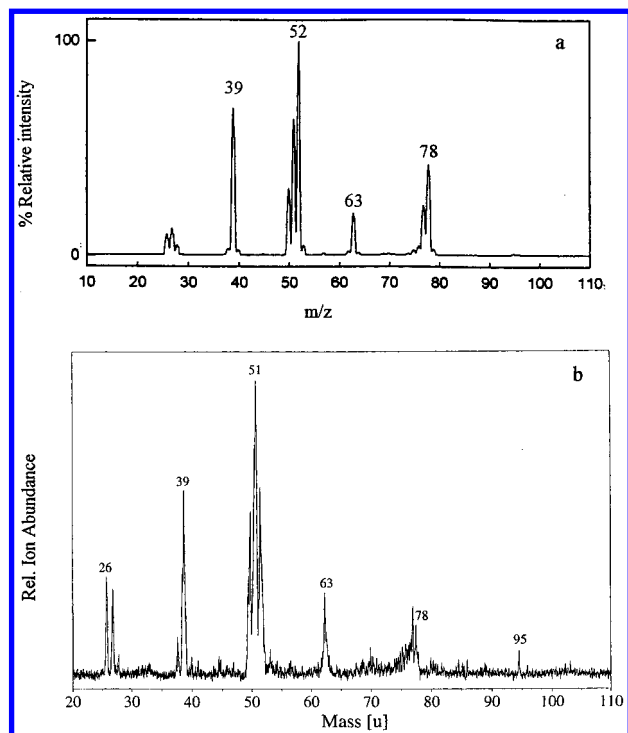 a
100
52
39
78
63
0
% Relative intensity
10 20 30 40 50 60 70 80 90 100 110
m/z
b
51
39
26
63
78
95
Rel. Ion Abundance
20 30 40 50 60 70 80 90 100 110
Mass [u]